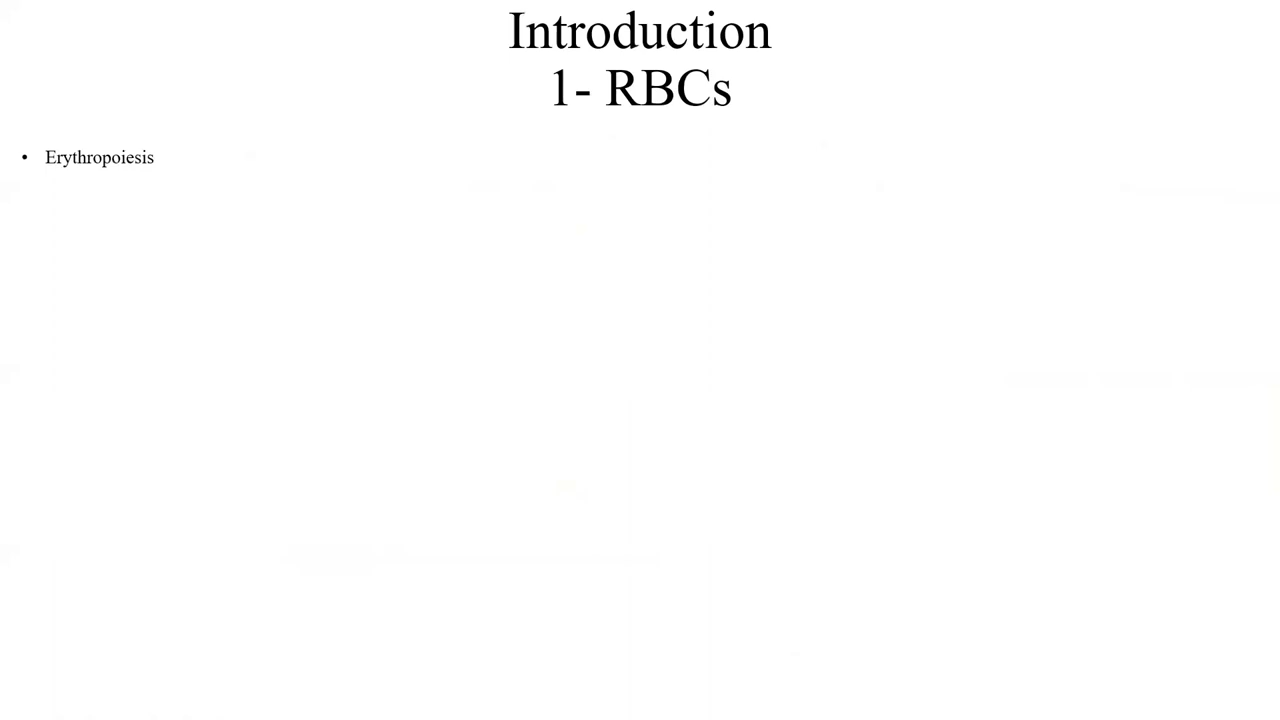 Introduction
1- RBCs
• Erythropoiesis